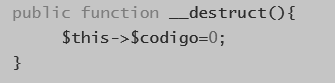 public function __destruct(){
$this->$codigo=0;
}